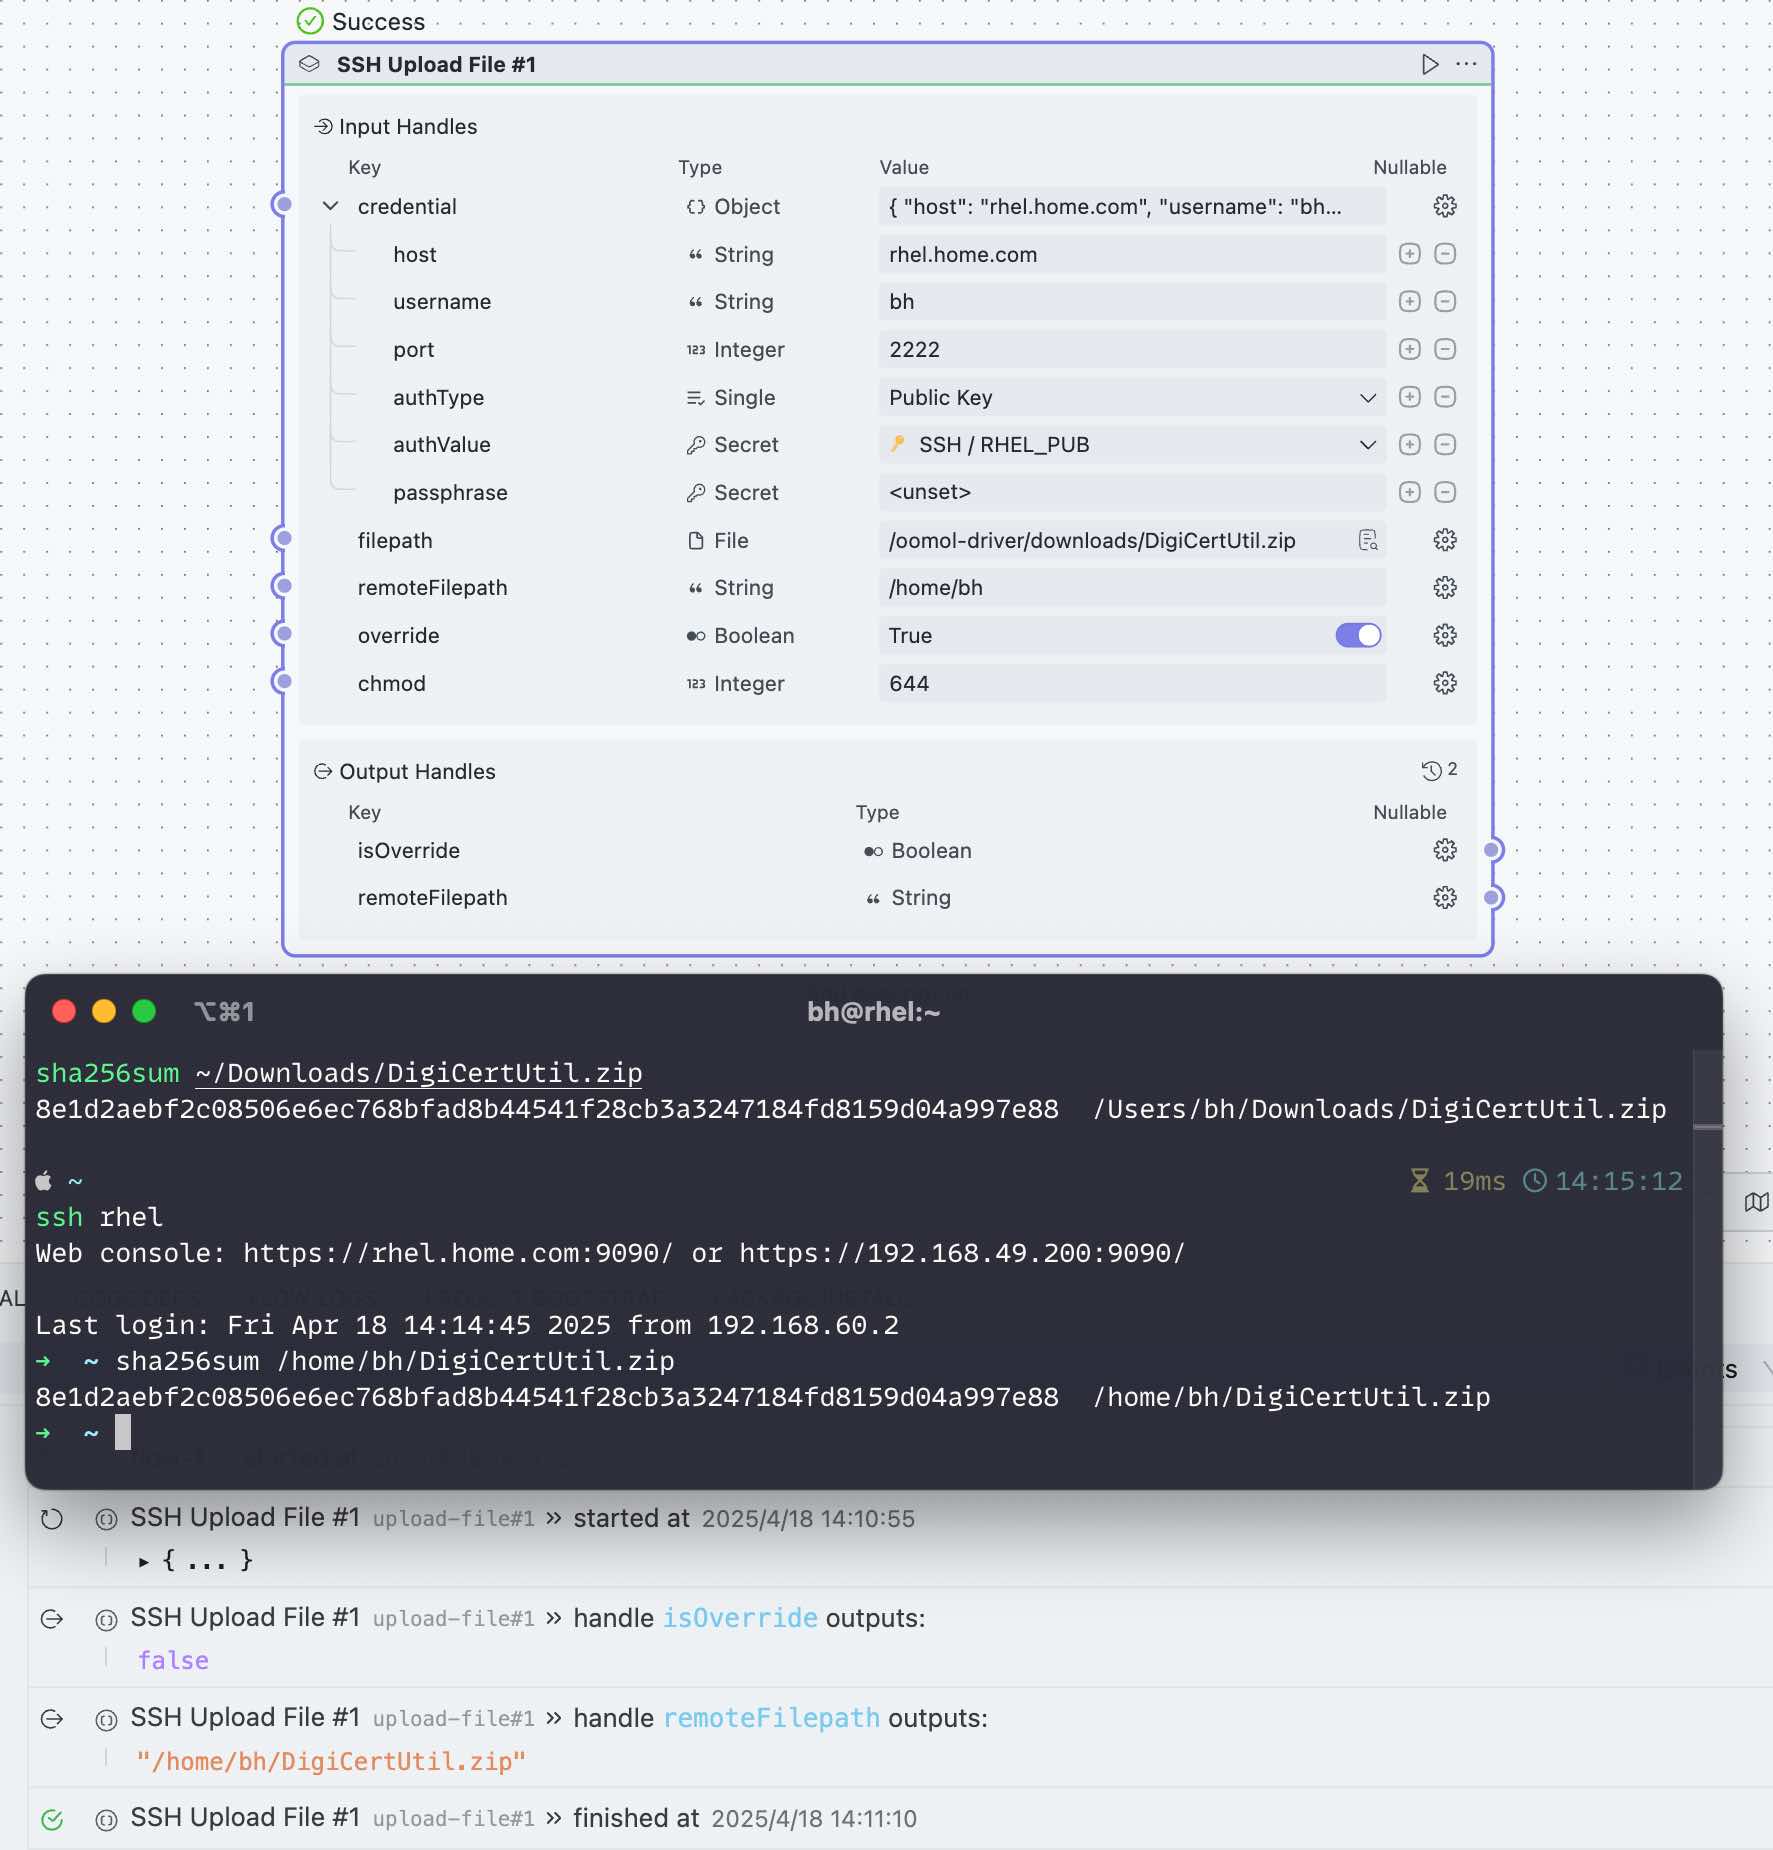 Success
SSH Upload File #1
Input Handles
Key Type Value Nullable
credential {} Object { "host": "rhel.home.com", "username": "bh...
host String rhel.home.com
username String bh
port 123 Integer 2222
authType Single Public Key
authValue Secret SSH / RHEL_PUB
passphrase Secret <unset>
filepath File /oomol-driver/downloads/DigiCertUtil.zip
remoteFilepath String /home/bh
override Boolean True
chmod 123 Integer 644
Output Handles 2
Key Type Nullable
isOverride Boolean
remoteFilepath String
⌥⌘1 bh@rhel:~
sha256sum ~/Downloads/DigiCertUtil.zip
8e1d2aebf2c08506e6ec768bfad8b44541f28cb3a3247184fd8159d04a997e88 /Users/bh/Downloads/DigiCertUtil.zip
~ 19ms 14:15:12
ssh rhel
Web console: https://rhel.home.com:9090/ or https://192.168.49.200:9090/
Last login: Fri Apr 18 14:14:45 2025 from 192.168.60.2
➜ ~ sha256sum /home/bh/DigiCertUtil.zip
8e1d2aebf2c08506e6ec768bfad8b44541f28cb3a3247184fd8159d04a997e88 /home/bh/DigiCertUtil.zip
➜ ~
SSH Upload File #1 upload-file#1 » started at 2025/4/18 14:10:55
▸ { ... }
SSH Upload File #1 upload-file#1 » handle isOverride outputs:
false
SSH Upload File #1 upload-file#1 » handle remoteFilepath outputs:
"/home/bh/DigiCertUtil.zip"
SSH Upload File #1 upload-file#1 » finished at 2025/4/18 14:11:10